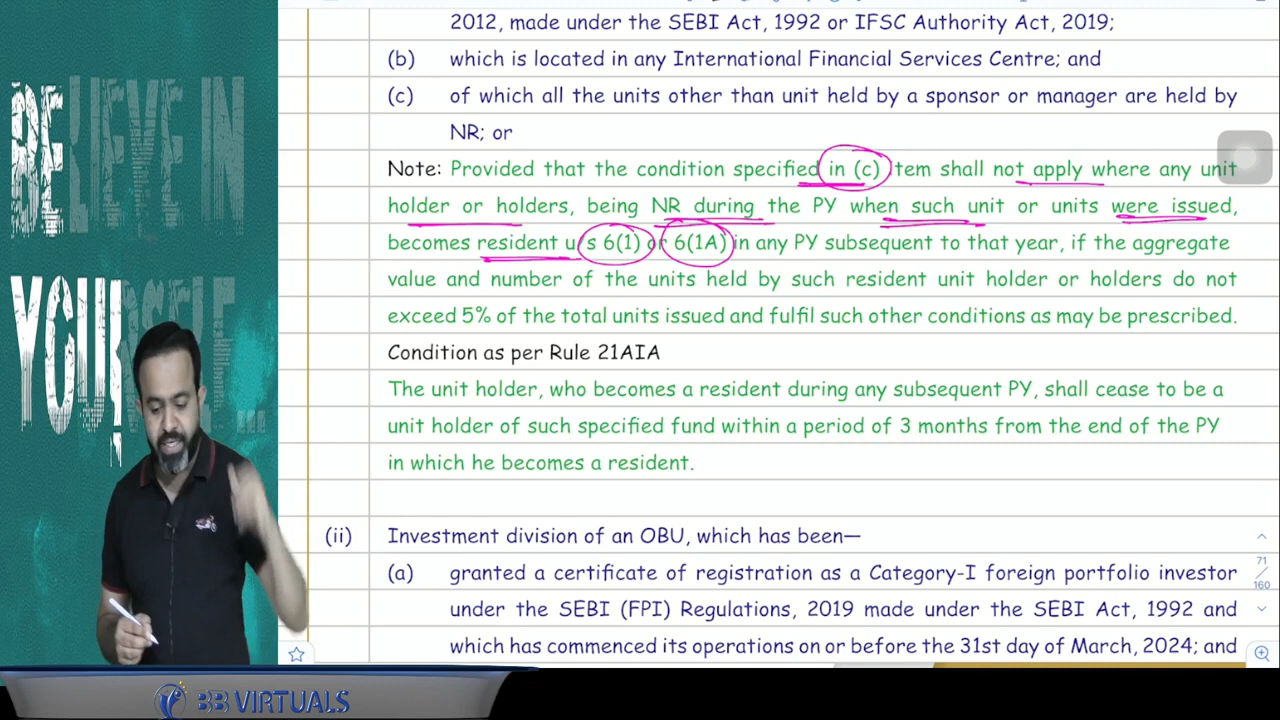 2012, made under the SEBI Act, 1992 or IFSC Authority Act, 2019;
(b) which is located in any International Financial Services Centre; and
(c) of which all the units other than unit held by a sponsor or manager are held by
NR; or
Note: Provided that the condition specified in (c) item shall not apply where any unit
holder or holders, being NR during the PY when such unit or units were issued,
becomes resident u/s 6(1) or 6(1A) in any PY subsequent to that year, if the aggregate
value and number of the units held by such resident unit holder or holders do not
exceed 5% of the total units issued and fulfil such other conditions as may be prescribed.
Condition as per Rule 21AIA
The unit holder, who becomes a resident during any subsequent PY, shall cease to be a
unit holder of such specified fund within a period of 3 months from the end of the PY
in which he becomes a resident.
(ii) Investment division of an OBU, which has been—
(a) granted a certificate of registration as a Category-I foreign portfolio investor
under the SEBI (FPI) Regulations, 2019 made under the SEBI Act, 1992 and
which has commenced its operations on or before the 31st day of March, 2024; and
71
160
BELIEVE IN
BB VIRTUALS